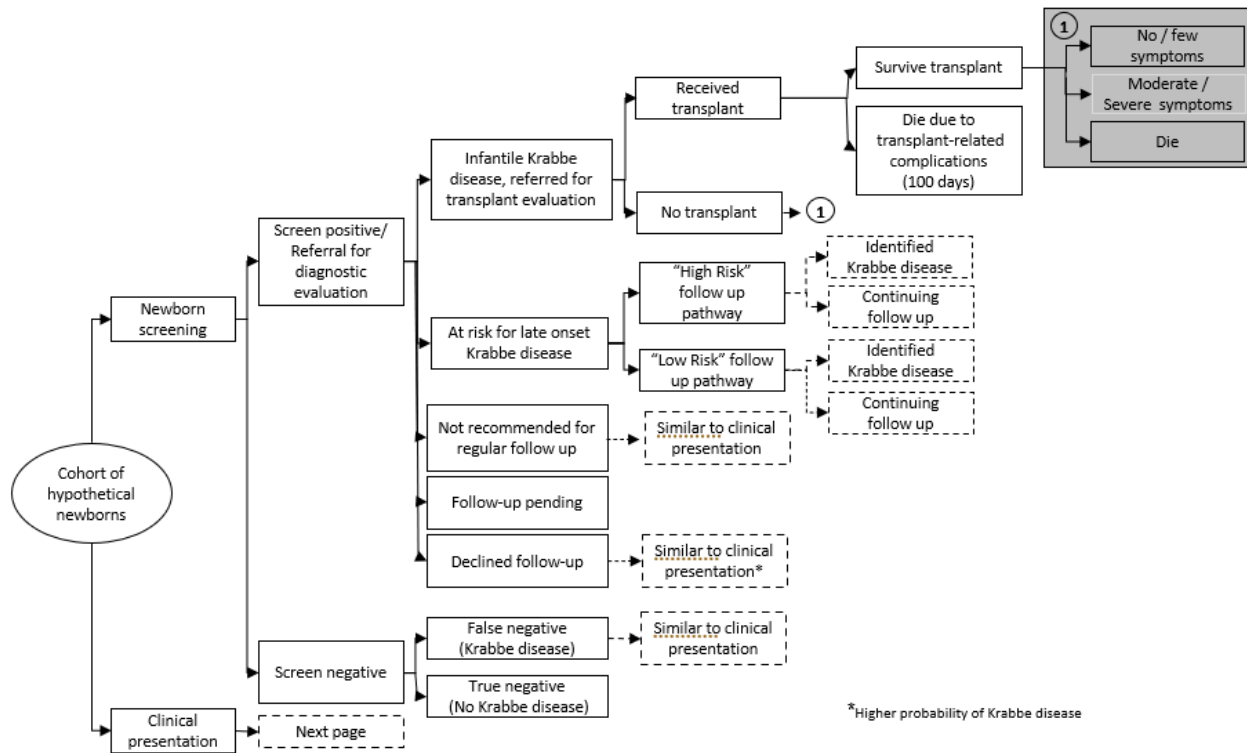 1
No / few
symptoms
Moderate /
Severe symptoms
Die
Survive transplant
Received
transplant
Die due to
transplant-related
complications
(100 days)
Infantile Krabbe
disease, referred for
transplant evaluation
No transplant
1
Screen positive/
Referral for
diagnostic
evaluation
"High Risk"
follow up
pathway
Identified
Krabbe disease
Continuing
follow up
Newborn
screening
At risk for late onset
Krabbe disease
"Low Risk" follow
up pathway
Identified
Krabbe disease
Continuing
follow up
Not recommended for
regular follow up
Similar to clinical
presentation
Cohort of
hypothetical
newborns
Follow-up pending
Declined follow-up
Similar to clinical
presentation*
Screen negative
False negative
(Krabbe disease)
Similar to clinical
presentation
True negative
(No Krabbe disease)
Clinical
presentation
Next page
*Higher probability of Krabbe disease